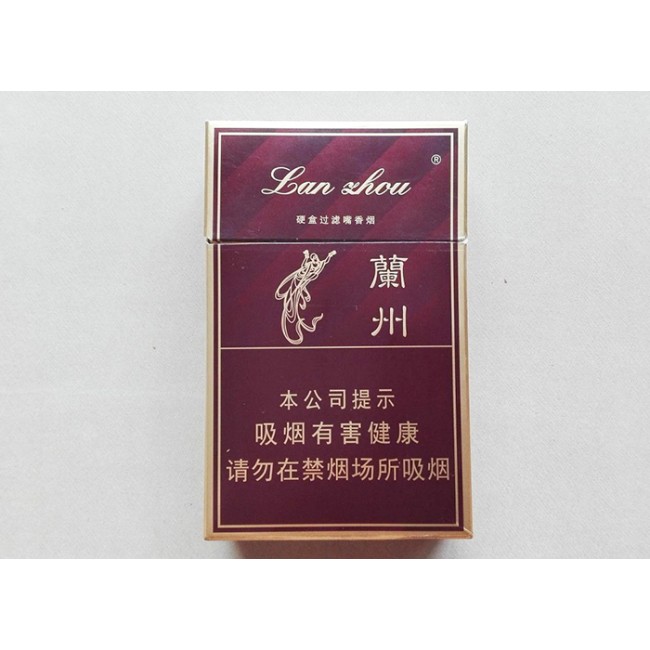 Lan zhou ®
硬盒过滤嘴香烟
蘭
州
本公司提示
吸烟有害健康
请勿在禁烟场所吸烟